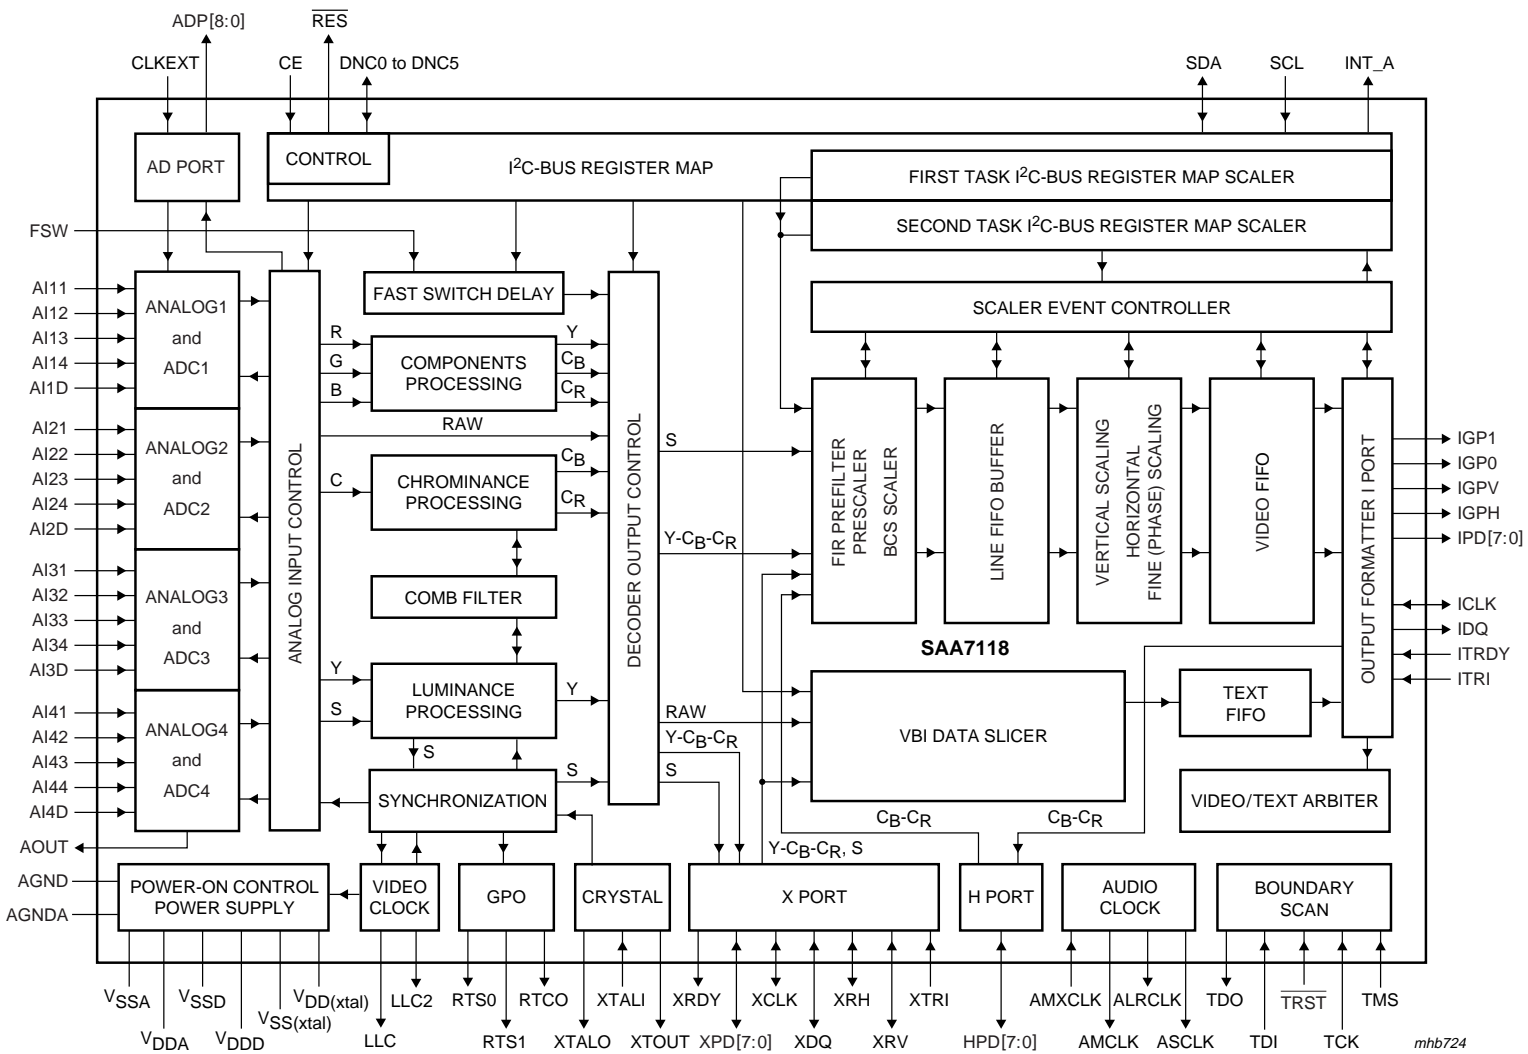 ADP[8:0]
RES
CLKEXT
CE
DNC0 to DNC5
SDA
SCL
INT_A
AD PORT
CONTROL
I2C-BUS REGISTER MAP
FIRST TASK I2C-BUS REGISTER MAP SCALER
SECOND TASK I2C-BUS REGISTER MAP SCALER
FSW
AI11
AI12
AI13
AI14
AI1D
ANALOG1
and
ADC1
AI21
AI22
AI23
AI24
AI2D
ANALOG2
and
ADC2
AI31
AI32
AI33
AI34
AI3D
ANALOG3
and
ADC3
AI41
AI42
AI43
AI44
AI4D
ANALOG4
and
ADC4
AOUT
AGND
AGNDA
ANALOG INPUT CONTROL
FAST SWITCH DELAY
R
G
B
COMPONENTS
PROCESSING
Y
CB
CR
RAW
C
CHROMINANCE
PROCESSING
CB
CR
COMB FILTER
Y
S
LUMINANCE
PROCESSING
Y
S
SYNCHRONIZATION
S
DECODER OUTPUT CONTROL
S
Y-CB-CR
RAW
Y-CB-CR
S
SCALER EVENT CONTROLLER
FIR PREFILTER
PRESCALER
BCS SCALER
LINE FIFO BUFFER
VERTICAL SCALING
HORIZONTAL
FINE (PHASE) SCALING
VIDEO FIFO
OUTPUT FORMATTER I PORT
IGP1
IGP0
IGPV
IGPH
IPD[7:0]
ICLK
IDQ
ITRDY
ITRI
SAA7118
VBI DATA SLICER
TEXT
FIFO
VIDEO/TEXT ARBITER
CB-CR
CB-CR
Y-CB-CR, S
POWER-ON CONTROL
POWER SUPPLY
VIDEO
CLOCK
GPO
CRYSTAL
X PORT
H PORT
AUDIO
CLOCK
BOUNDARY
SCAN
VSSA
VSSD
VDD(xtal)
VDDA
VDDD
VSS(xtal)
LLC2
LLC
RTS0
RTCO
RTS1
XTALI
XTALO
XTOUT
XRDY
XCLK
XRH
XTRI
XPD[7:0]
XDQ
XRV
HPD[7:0]
AMXCLK
ALRCLK
AMCLK
ASCLK
TDO
TRST
TMS
TDI
TCK
mhb724